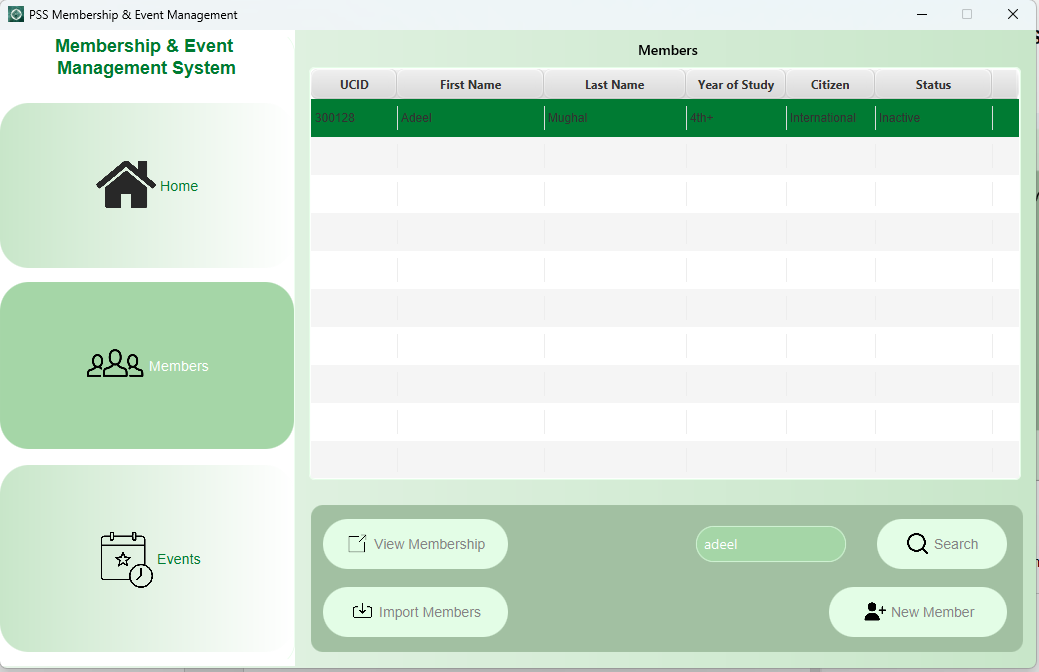 PSS Membership & Event Management
Membership & Event
Management System
Home
Members
Events
Members
UCID First Name Last Name Year of Study Citizen Status
300128 Adeel Mughal 4th+ International Inactive
View Membership adeel Search
Import Members New Member